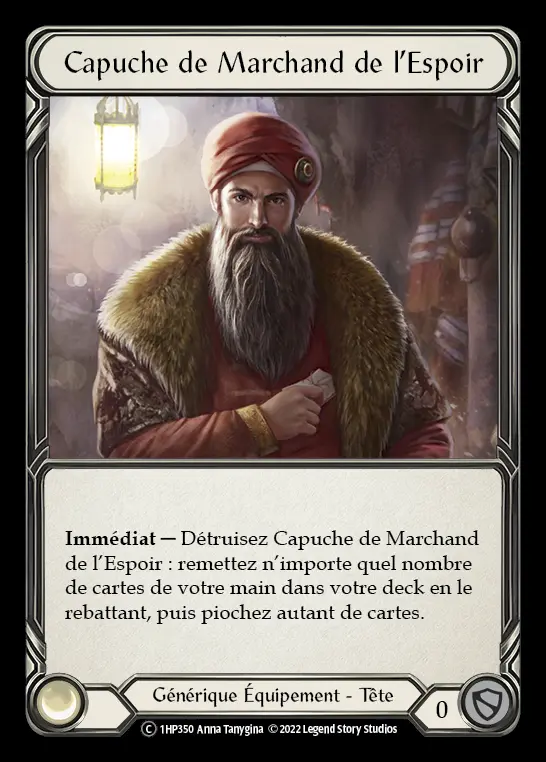 Capuche de Marchand de l'Espoir
Immédiat — Détruisez Capuche de Marchand
de l'Espoir : remettez n'importe quel nombre
de cartes de votre main dans votre deck en le
rebattant, puis piochez autant de cartes.
Générique Équipement - Tête
0
C 1HP350 Anna Tanygina © 2022 Legend Story Studios